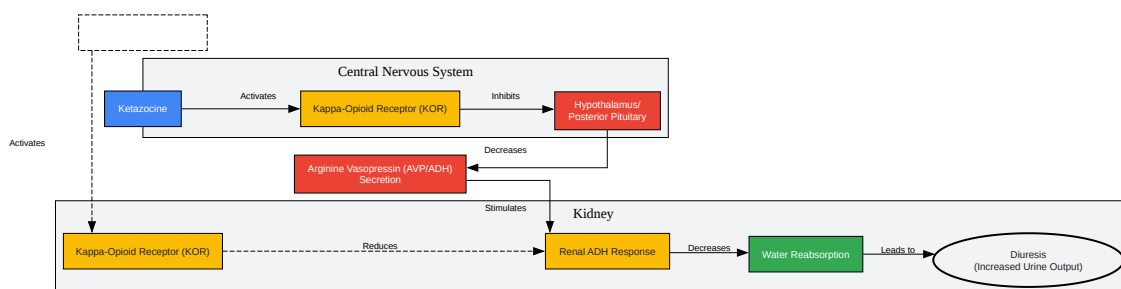 Central Nervous System
Ketazocine
Activates
Kappa-Opioid Receptor (KOR)
Inhibits
Hypothalamus/
Posterior Pituitary
Activates
Decreases
Arginine Vasopressin (AVP/ADH)
Secretion
Stimulates
Kidney
Kappa-Opioid Receptor (KOR)
Reduces
Renal ADH Response
Decreases
Water Reabsorption
Leads to
Diuresis
(Increased Urine Output)